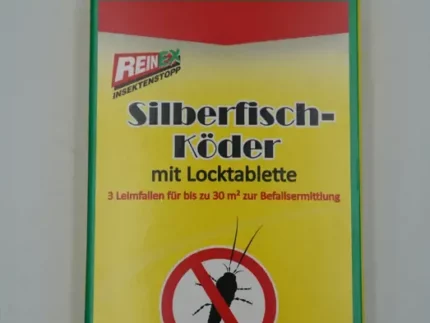 REINEX
INSEKTENSTOPP
Silberfisch-
Köder
mit Locktablette
3 Leimfallen für bis zu 30 m² zur Befallsermittlung